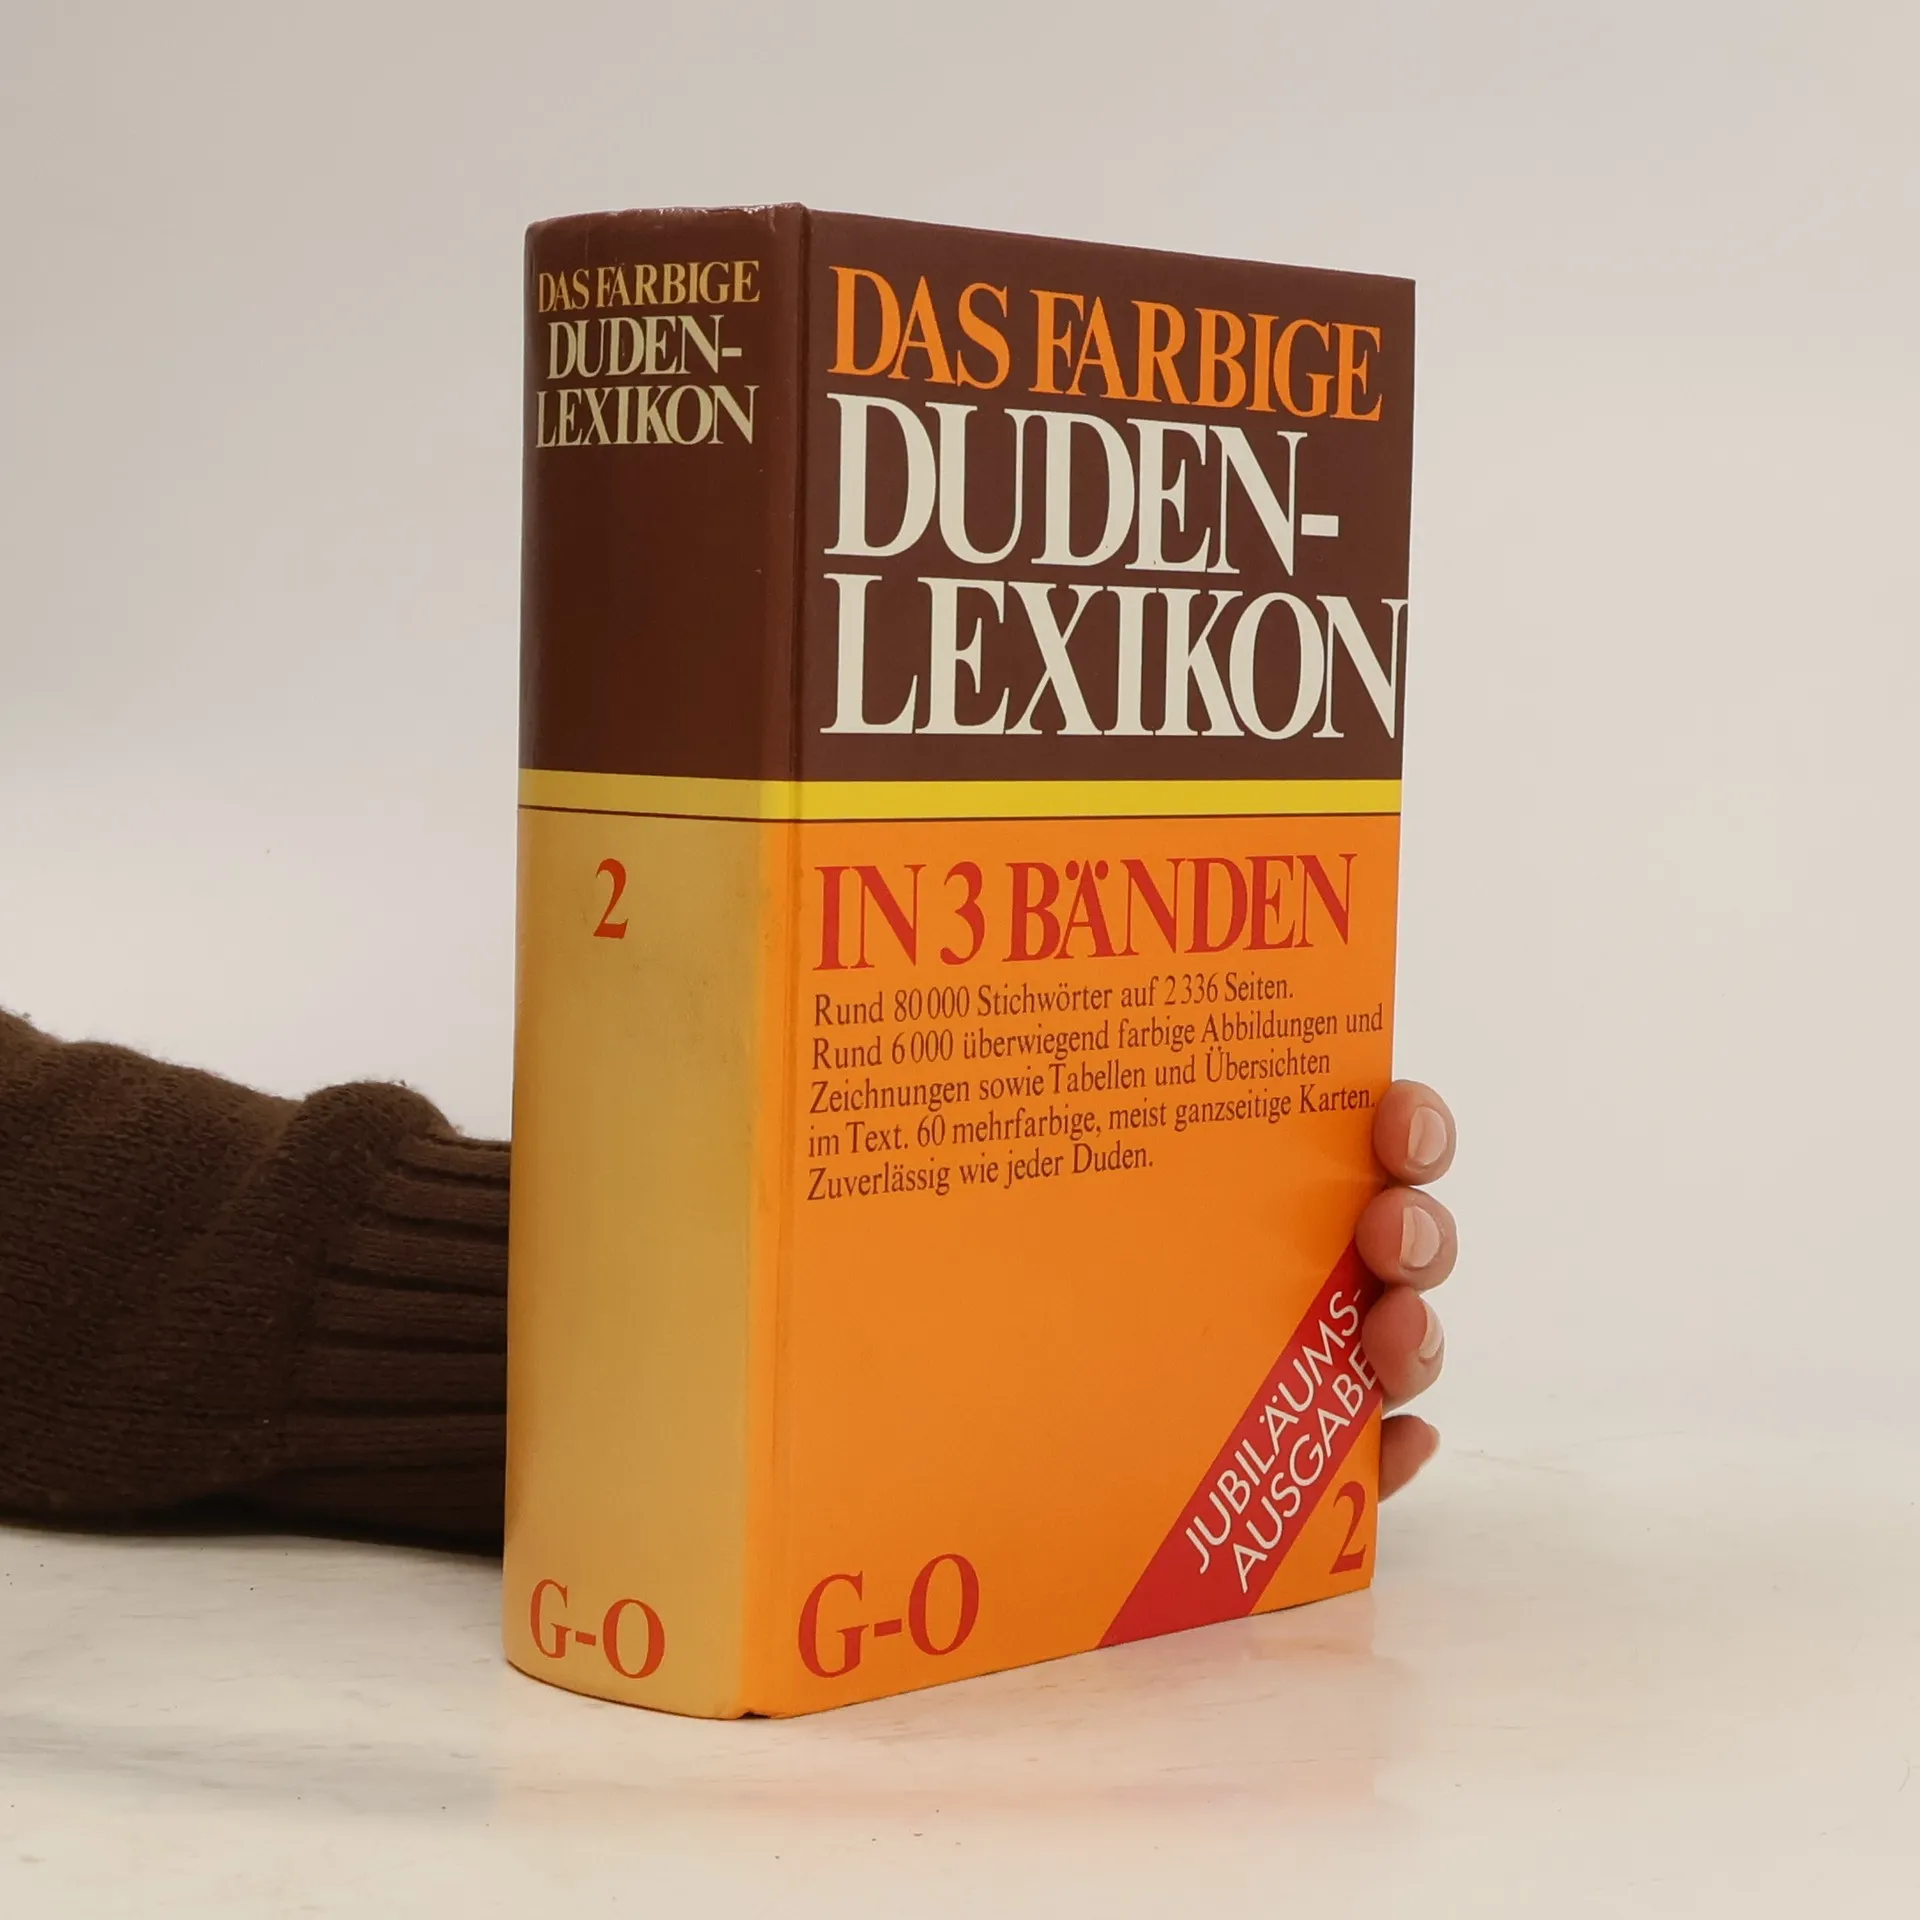 DAS FARBIGE
DUDEN-
LEXIKON
2
G-O
DAS FARBIGE
DUDEN-
LEXIKON
IN 3 BÄNDEN
Rund 80 000 Stichwörter auf 2 336 Seiten.
Rund 6 000 überwiegend farbige Abbildungen und
Zeichnungen sowie Tabellen und Übersichten
im Text. 60 mehrfarbige, meist ganzseitige Karten.
Zuverlässig wie jeder Duden.
JUBILÄUMS-
AUSGABE
G-O
2